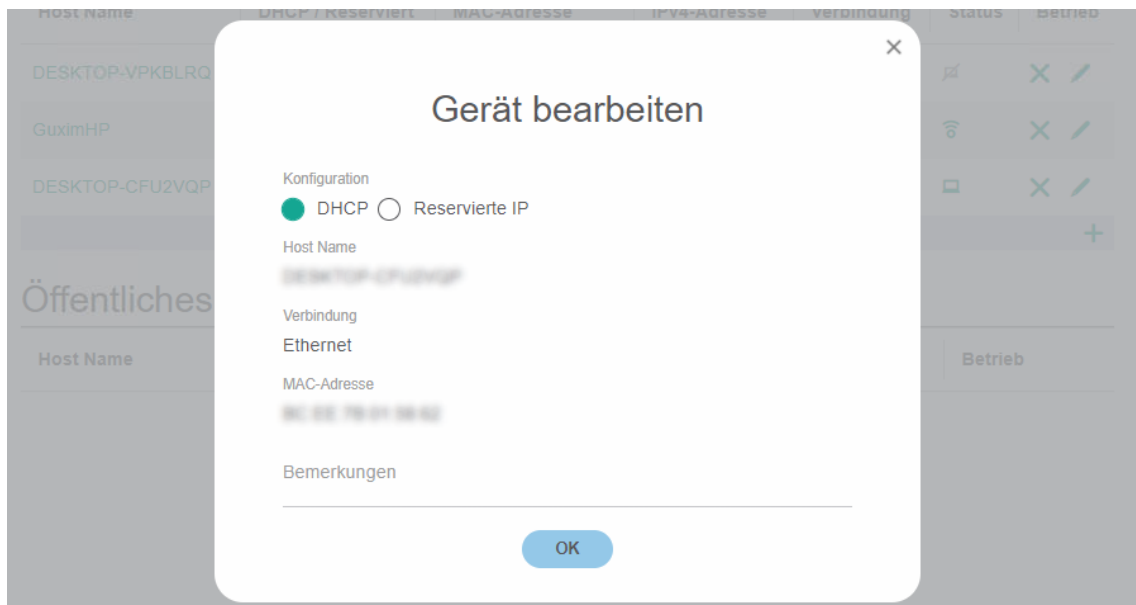 Host Name DHCP / Reserviert MAC-Adresse IPv4-Adresse Verbindung Status Betrieb
DESKTOP-VPKBLRQ
GuximHP
DESKTOP-CFU2VQP
Gerät bearbeiten
Konfiguration
DHCP Reservierte IP
Host Name
Verbindung
Ethernet
MAC-Adresse
Bemerkungen
OK
Öffentliches
Host Name Betrieb